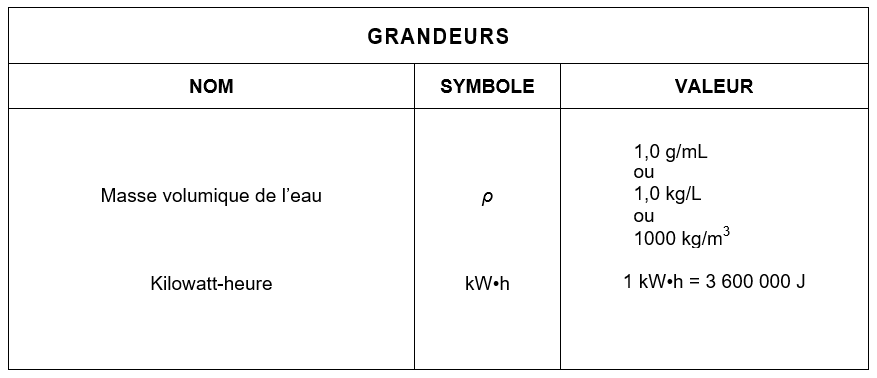 GRANDEURS
NOM SYMBOLE VALEUR
Masse volumique de l’eau ρ 1,0 g/mL
ou
1,0 kg/L
ou
1000 kg/m³
Kilowatt-heure kW•h 1 kW•h = 3 600 000 J